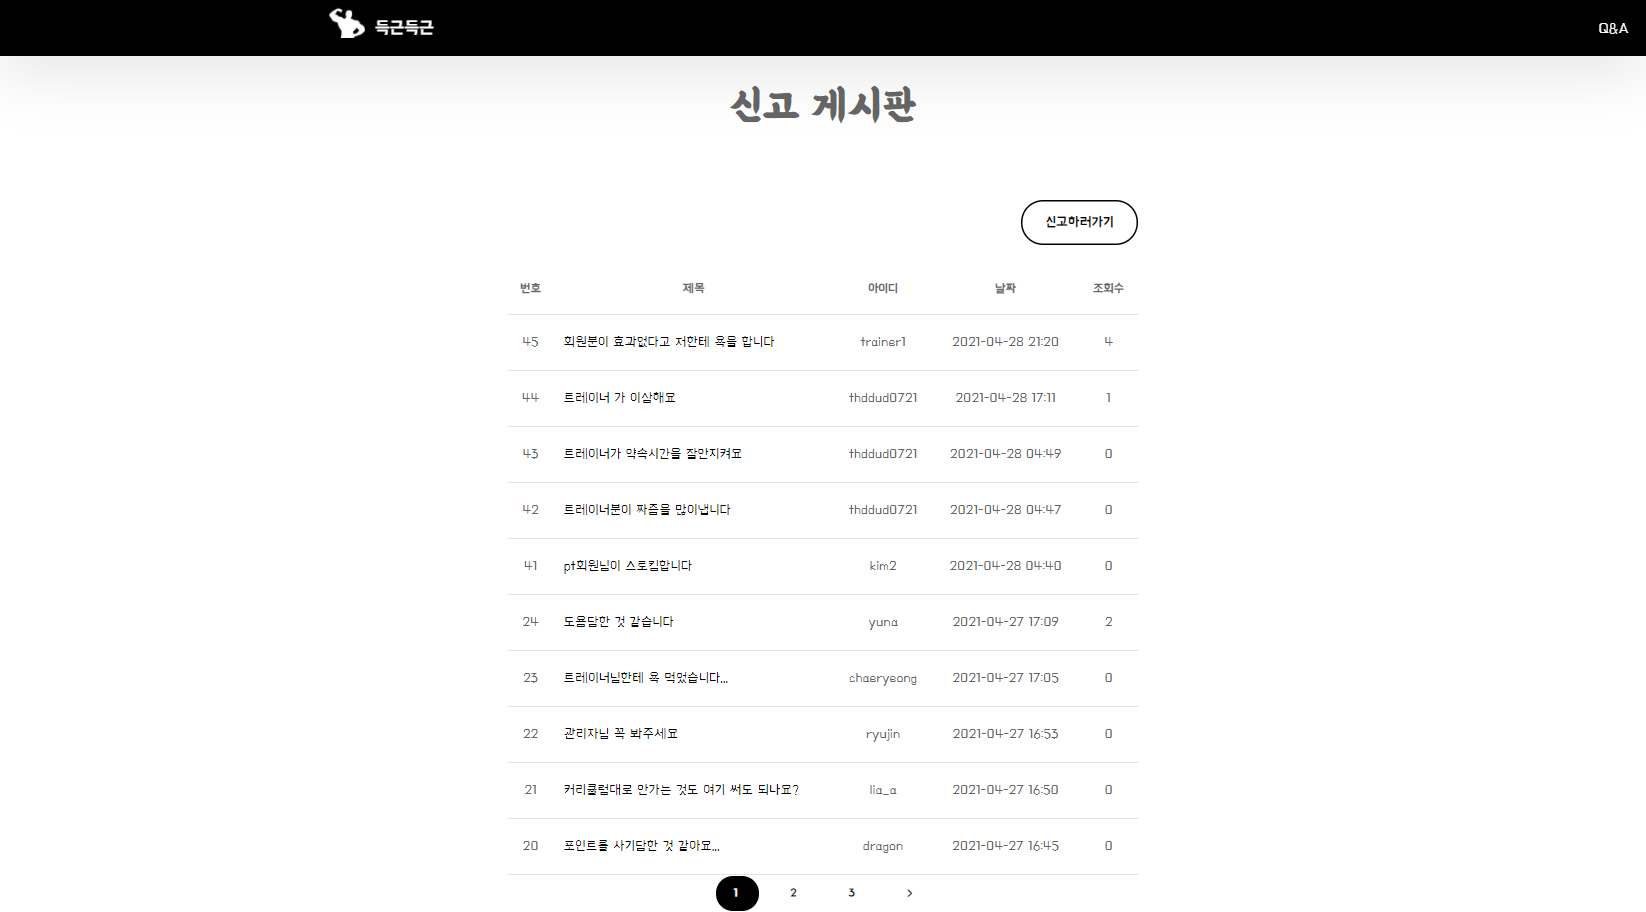 득근득근
Q&A
신고 게시판
신고하러가기
번호 제목 아이디 날짜 조회수
45 회원분이 효과없다고 저한테 욕을 합니다 trainer1 2021-04-28 21:20 4
44 트레이너 가 이상해요 thddud0721 2021-04-28 17:11 1
43 트레이너가 약속시간을 잘안지켜요 thddud0721 2021-04-28 04:49 0
42 트레이너분이 짜증을 많이냅니다 thddud0721 2021-04-28 04:47 0
41 pt회원님이 스토킹합니다 kim2 2021-04-28 04:40 0
24 도용당한 것 같습니다 yuna 2021-04-27 17:09 2
23 트레이너님한테 욕 먹었습니다... chaeryeong 2021-04-27 17:05 0
22 관리자님 꼭 봐주세요 ryujin 2021-04-27 16:53 0
21 커리큘럼대로 안가는 것도 여기 써도 되나요? lia_a 2021-04-27 16:50 0
20 포인트를 사기당한 것 같아요... dragon 2021-04-27 16:45 0
1 2 3 >